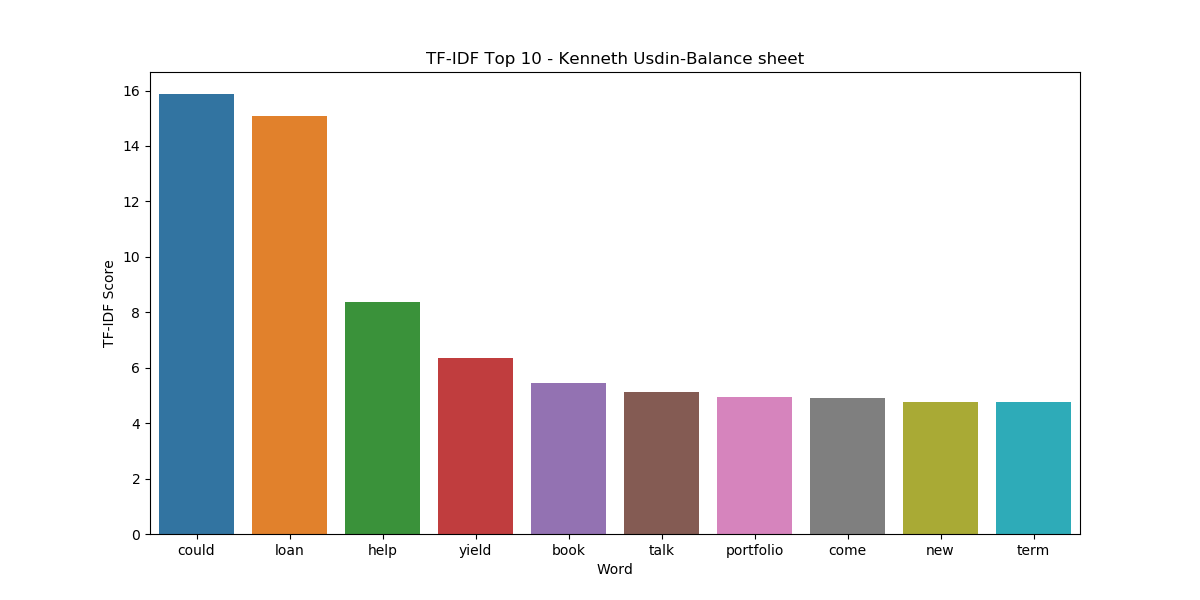 TF-IDF Top 10 - Kenneth Usdin-Balance sheet
16
14
12
10
8
6
4
2
0
TF-IDF Score
could loan help yield book talk portfolio come new term
Word